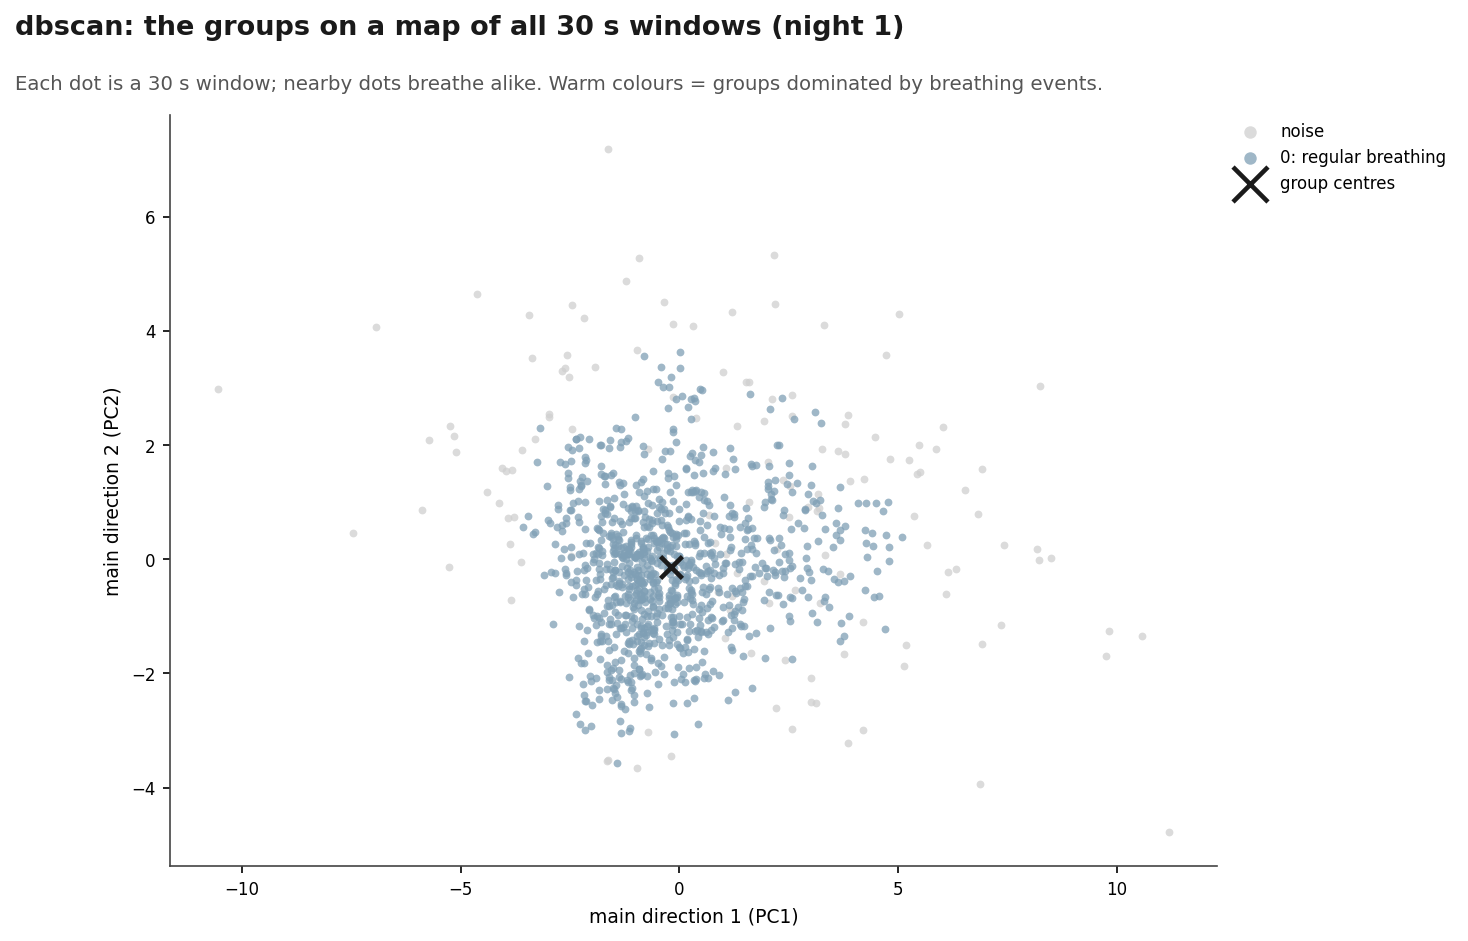 dbscan: the groups on a map of all 30 s windows (night 1)
Each dot is a 30 s window; nearby dots breathe alike. Warm colours = groups dominated by breathing events.
noise
0: regular breathing
group centres
main direction 2 (PC2)
6
4
2
0
−2
−4
−10
−5
0
5
10
main direction 1 (PC1)